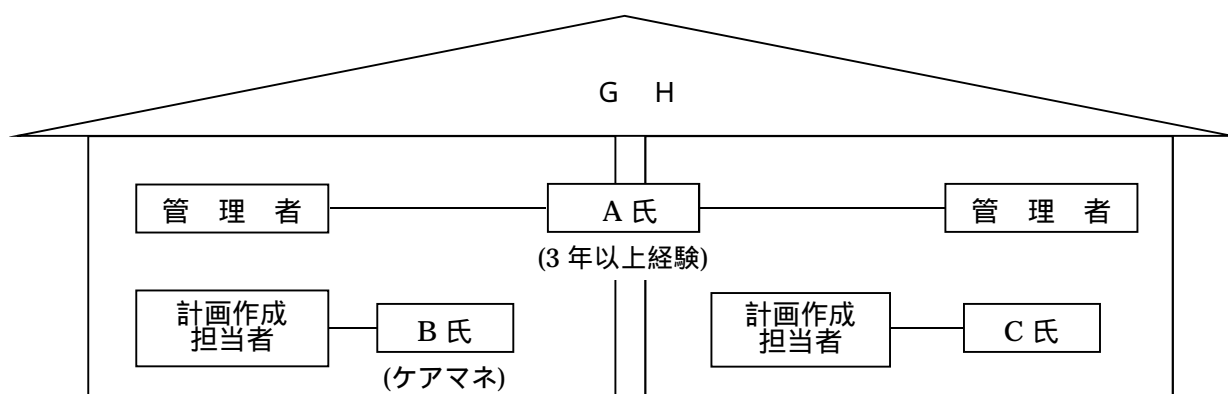 G H
管 理 者
A 氏
管 理 者
(3 年以上経験)
計画作成
担当者
B 氏
(ケアマネ)
計画作成
担当者
C 氏